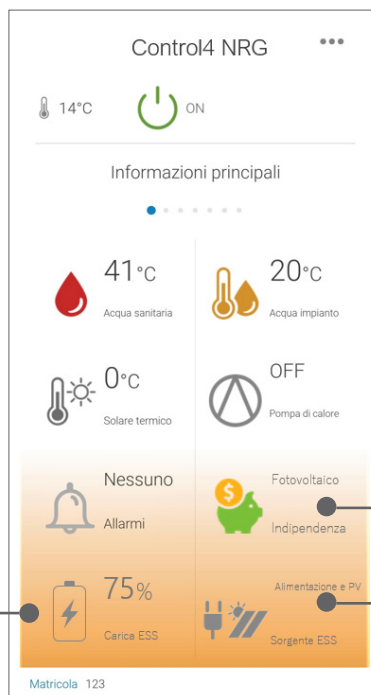 Control4 NRG
14°C
ON
Informazioni principali
41°C
Acqua sanitaria
20°C
Acqua impianto
0°C
Solare termico
OFF
Pompa di calore
Nessuno
Allarmi
Fotovoltaico
Indipendenza
75%
Carica ESS
Alimentazione e PV
Sorgente ESS
Matricola 123